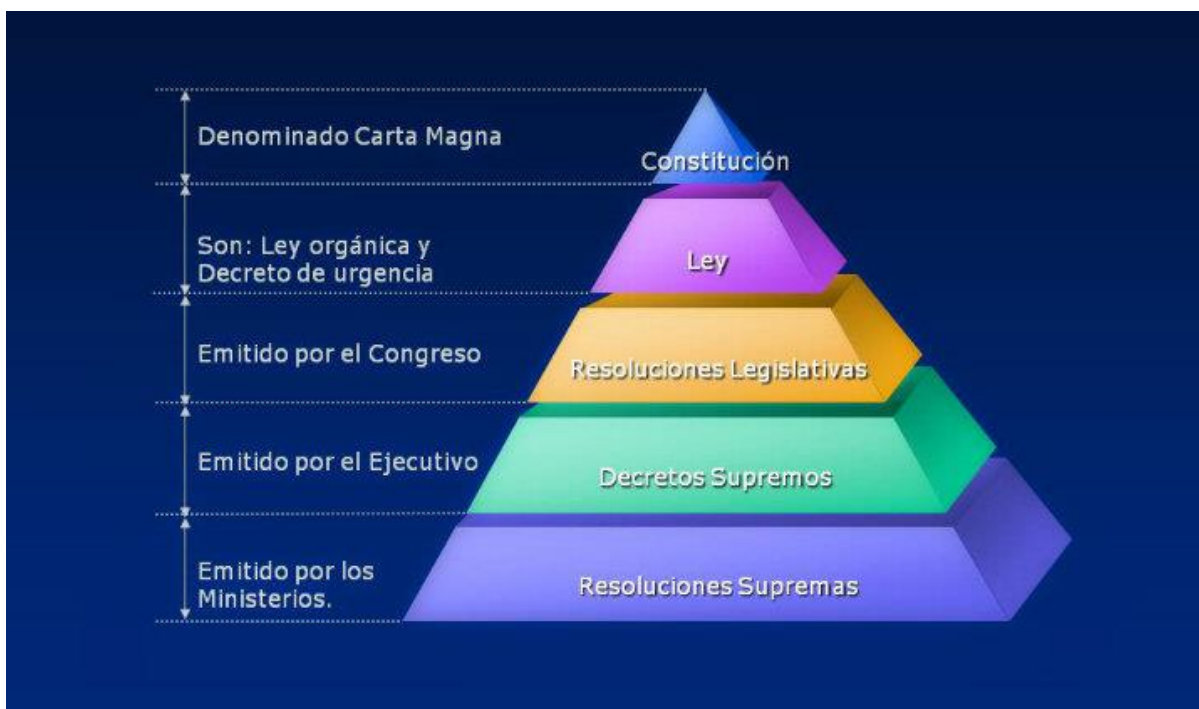 Denominado Carta Magna
Constitución
Son: Ley orgánica y
Decreto de urgencia
Ley
Emitido por el Congreso
Resoluciones Legislativas
Emitido por el Ejecutivo
Decretos Supremos
Emitido por los
Ministerios.
Resoluciones Supremas